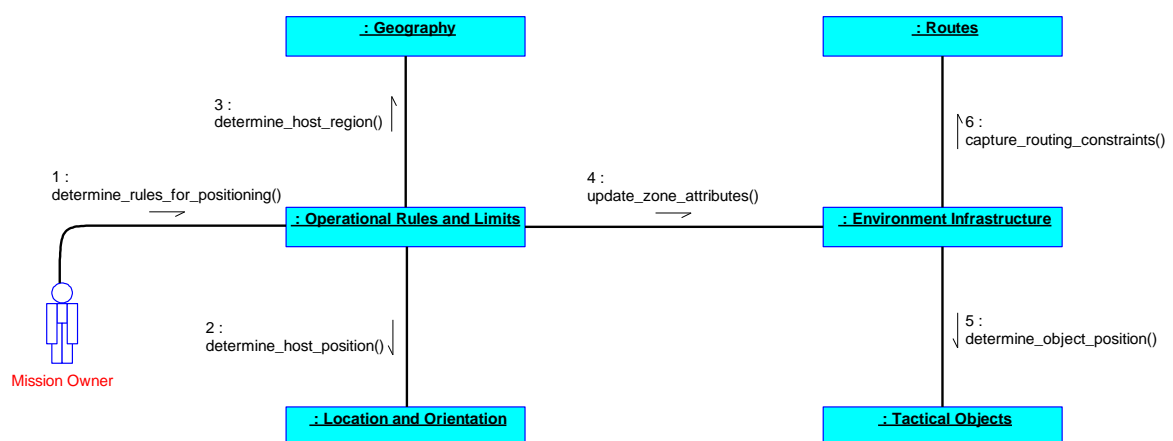 : Geography
: Routes
3 :
determine_host_region()
6 :
capture_routing_constraints()
1 :
determine_rules_for_positioning()
4 :
update_zone_attributes()
: Operational Rules and Limits
: Environment Infrastructure
2 :
determine_host_position()
5 :
determine_object_position()
Mission Owner
: Location and Orientation
: Tactical Objects